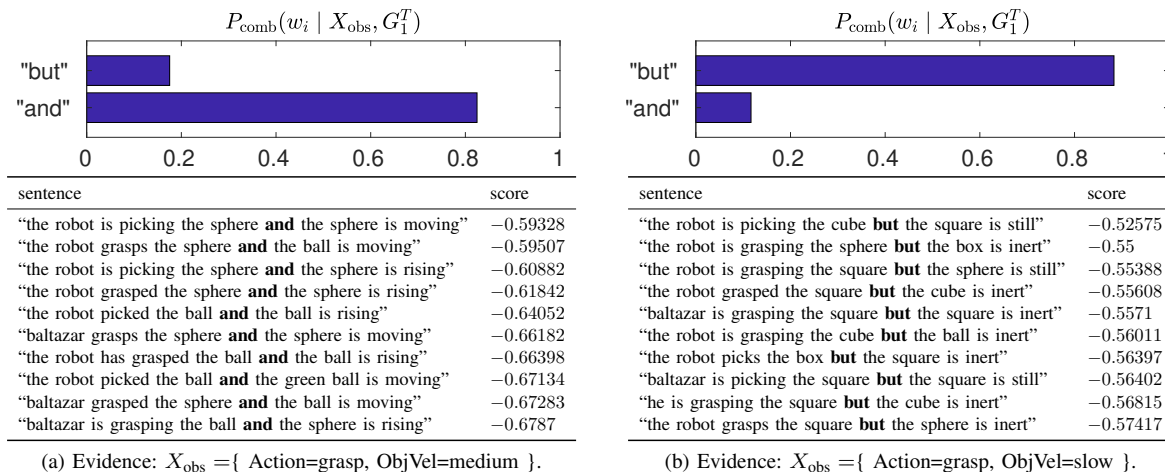 P_comb(w_i | X_obs, G_1^T)
"but"
"and"
0 0.2 0.4 0.6 0.8 1
sentence score
“the robot is picking the sphere and the sphere is moving” −0.59328
“the robot grasps the sphere and the ball is moving” −0.59507
“the robot is picking the sphere and the sphere is rising” −0.60882
“the robot grasped the sphere and the sphere is rising” −0.61842
“the robot picked the ball and the ball is rising” −0.64052
“baltazar grasps the sphere and the sphere is moving” −0.66182
“the robot has grasped the ball and the ball is rising” −0.66398
“the robot picked the ball and the green ball is moving” −0.67134
“baltazar grasped the sphere and the ball is moving” −0.67283
“baltazar is grasping the ball and the sphere is rising” −0.6787
(a) Evidence: X_obs ={ Action=grasp, ObjVel=medium }.
P_comb(w_i | X_obs, G_1^T)
"but"
"and"
0 0.2 0.4 0.6 0.8 1
sentence score
“the robot is picking the cube but the square is still” −0.52575
“the robot is grasping the sphere but the box is inert” −0.55
“the robot is grasping the square but the sphere is still” −0.55388
“the robot grasped the square but the cube is inert” −0.55608
“baltazar is grasping the square but the square is inert” −0.5571
“the robot is grasping the cube but the ball is inert” −0.56011
“the robot picks the box but the square is inert” −0.56397
“baltazar is picking the square but the square is still” −0.56402
“he is grasping the square but the cube is inert” −0.56815
“the robot grasps the square but the sphere is inert” −0.57417
(b) Evidence: X_obs ={ Action=grasp, ObjVel=slow }.